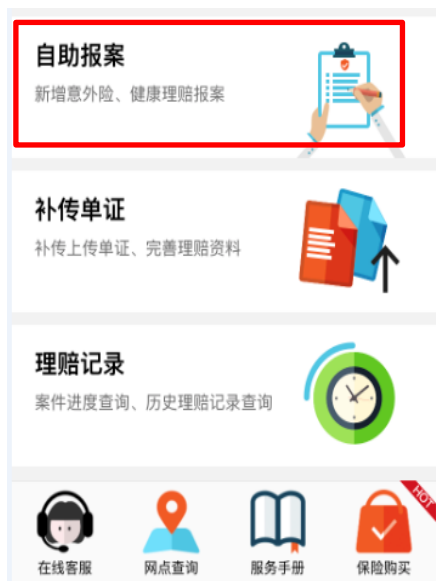 自助报案
新增意外险、健康理赔报案
补传单证
补传上传单证、完善理赔资料
理赔记录
案件进度查询、历史理赔记录查询
HOT
在线客服 网点查询 服务手册 保险购买